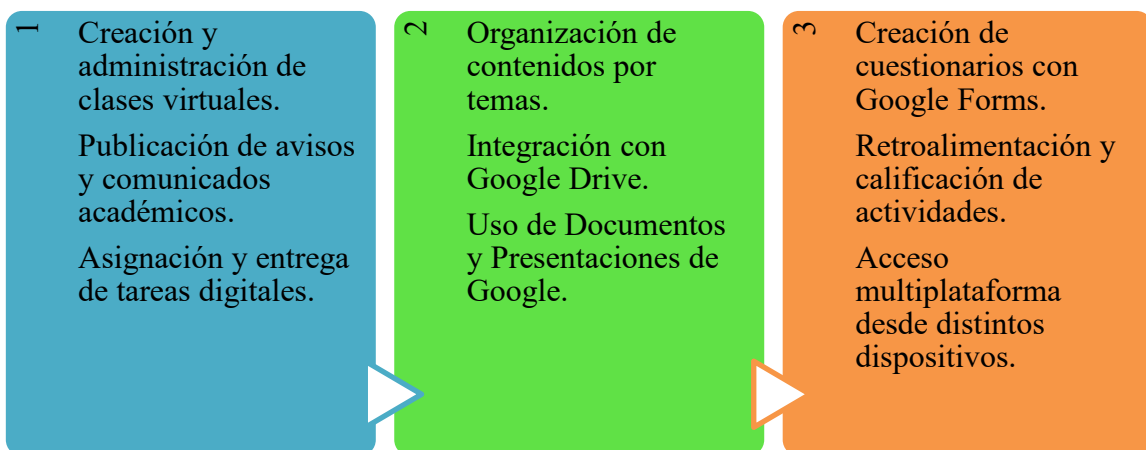 1
Creación y
administración de
clases virtuales.
Publicación de avisos
y comunicados
académicos.
Asignación y entrega
de tareas digitales.
2
Organización de
contenidos por
temas.
Integración con
Google Drive.
Uso de Documentos
y Presentaciones de
Google.
3
Creación de
cuestionarios con
Google Forms.
Retroalimentación y
calificación de
actividades.
Acceso
multiplataforma
desde distintos
dispositivos.